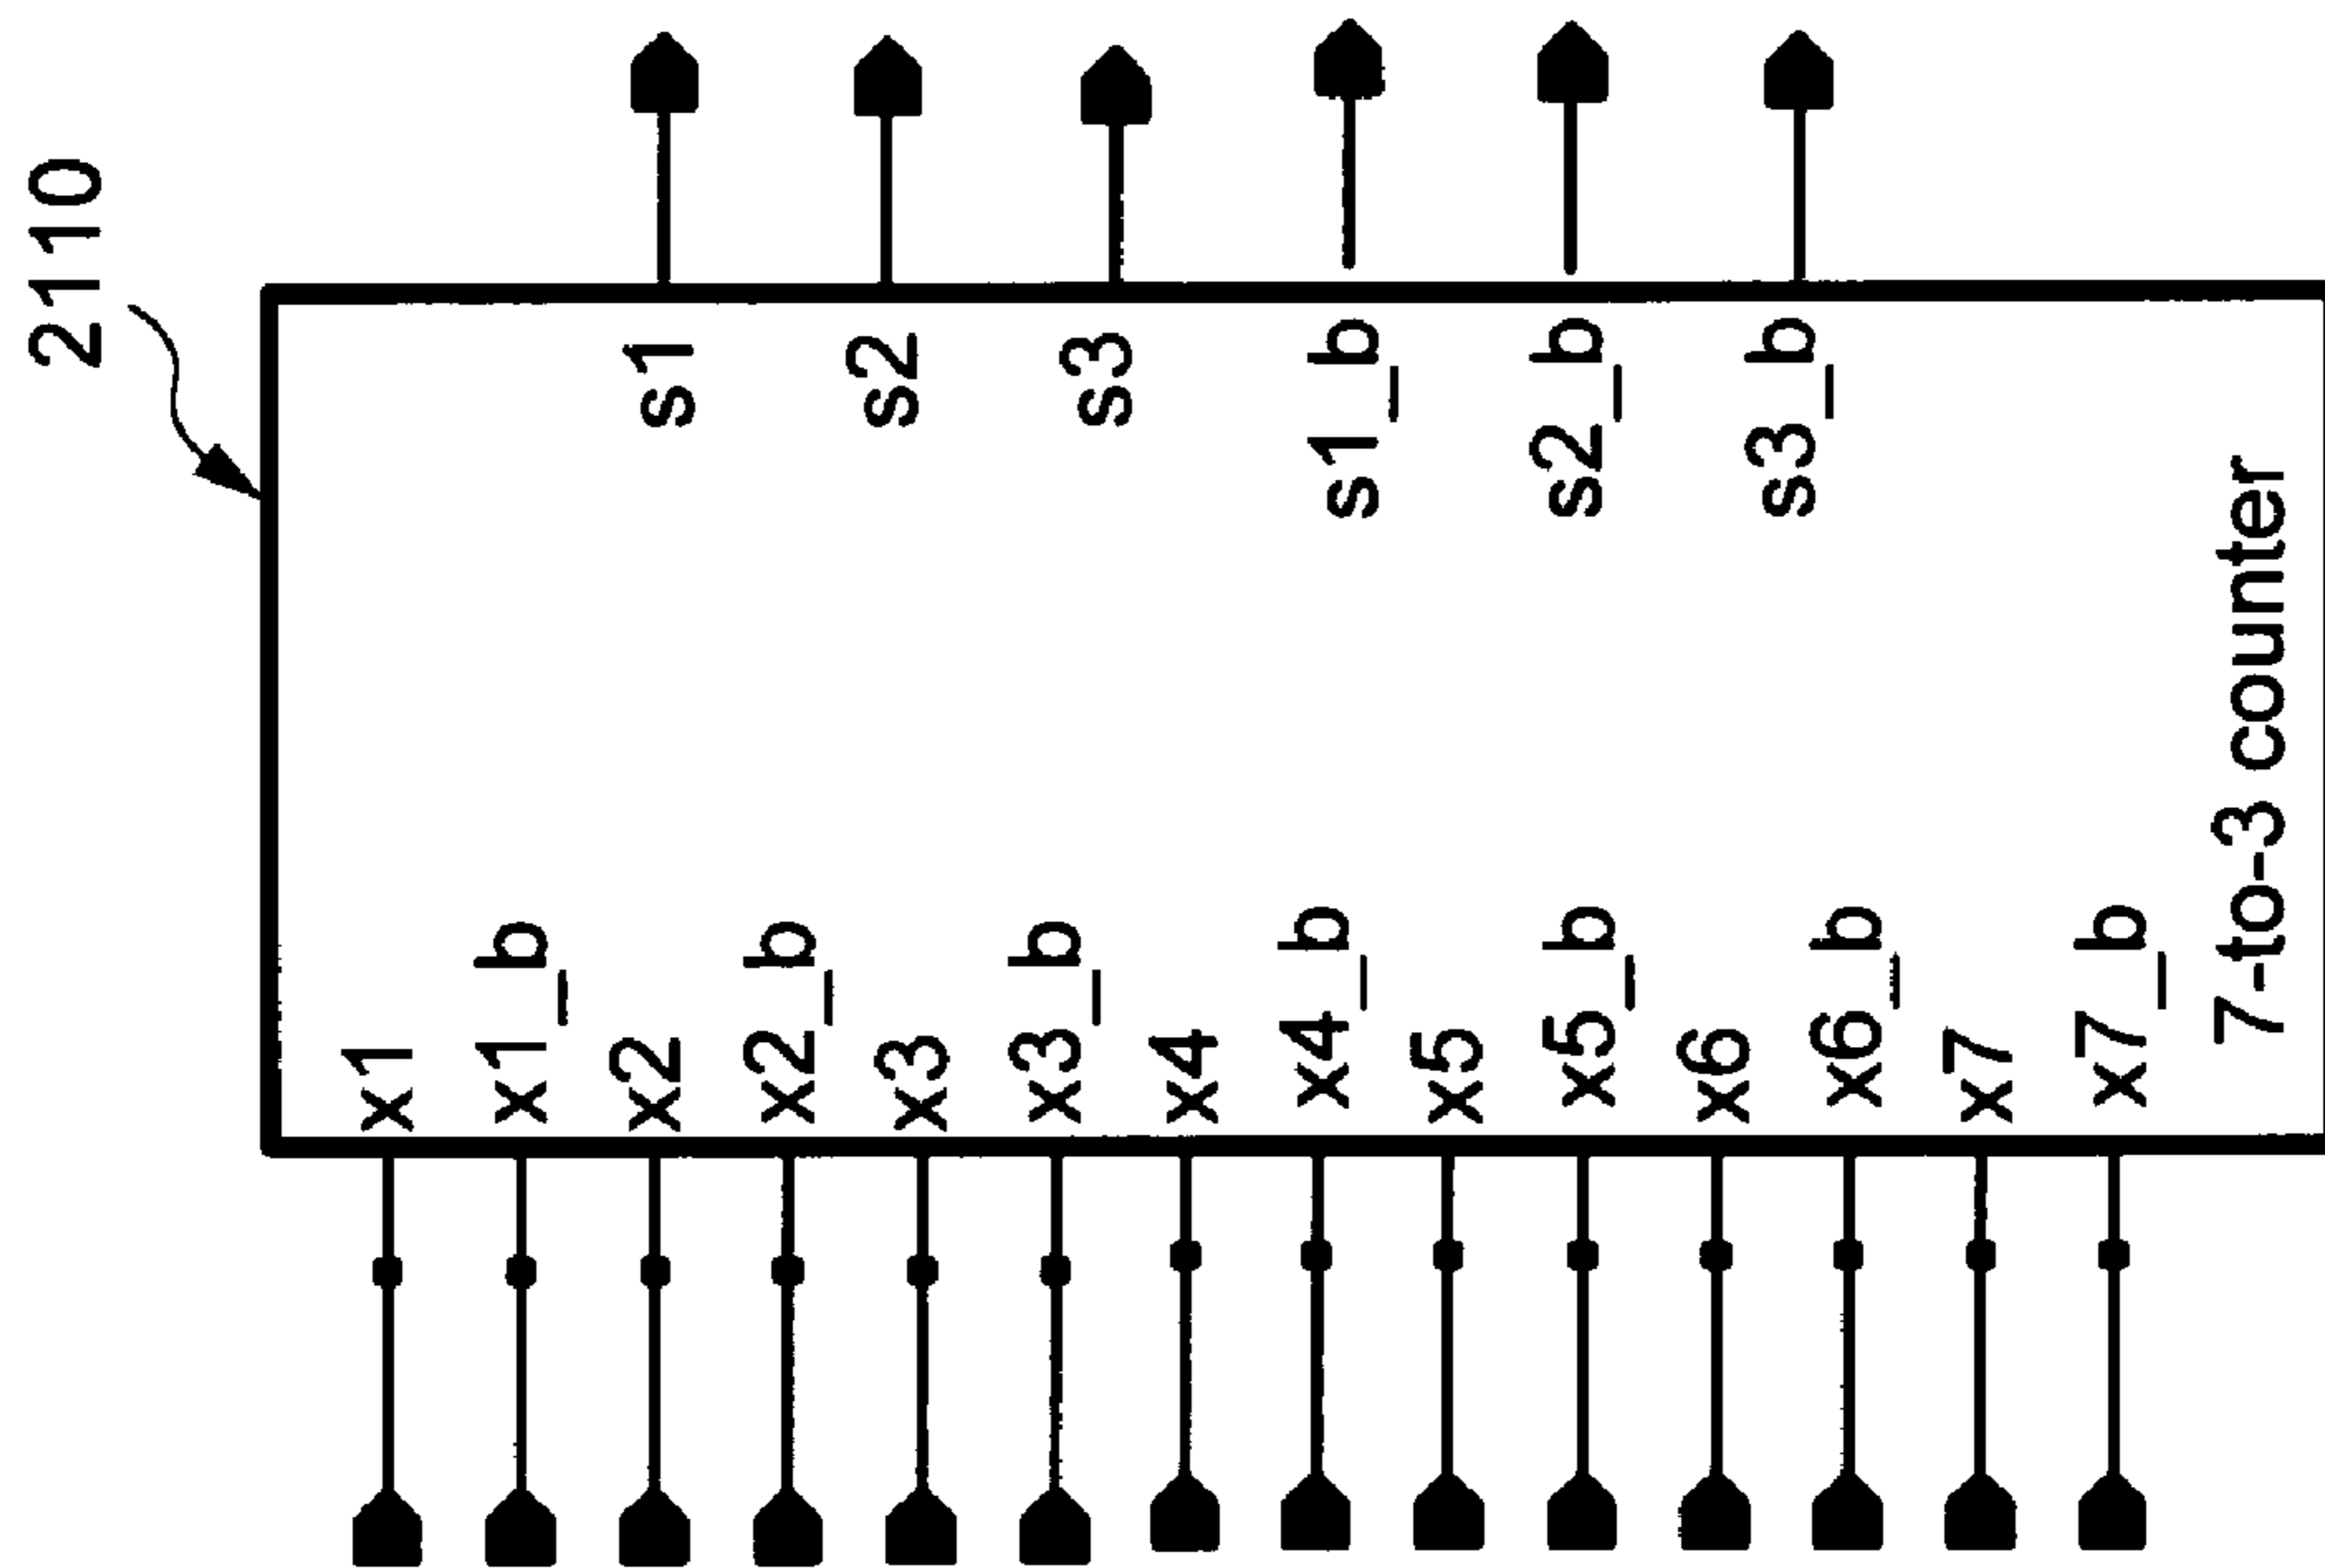 2110
x1
x1_b
x2
x2_b
x3
x3_b
x4
x4_b
x5
x5_b
x6
x6_b
x7
x7_b
s1
s2
s3
s1_b
s2_b
s3_b
7-to-3 counter